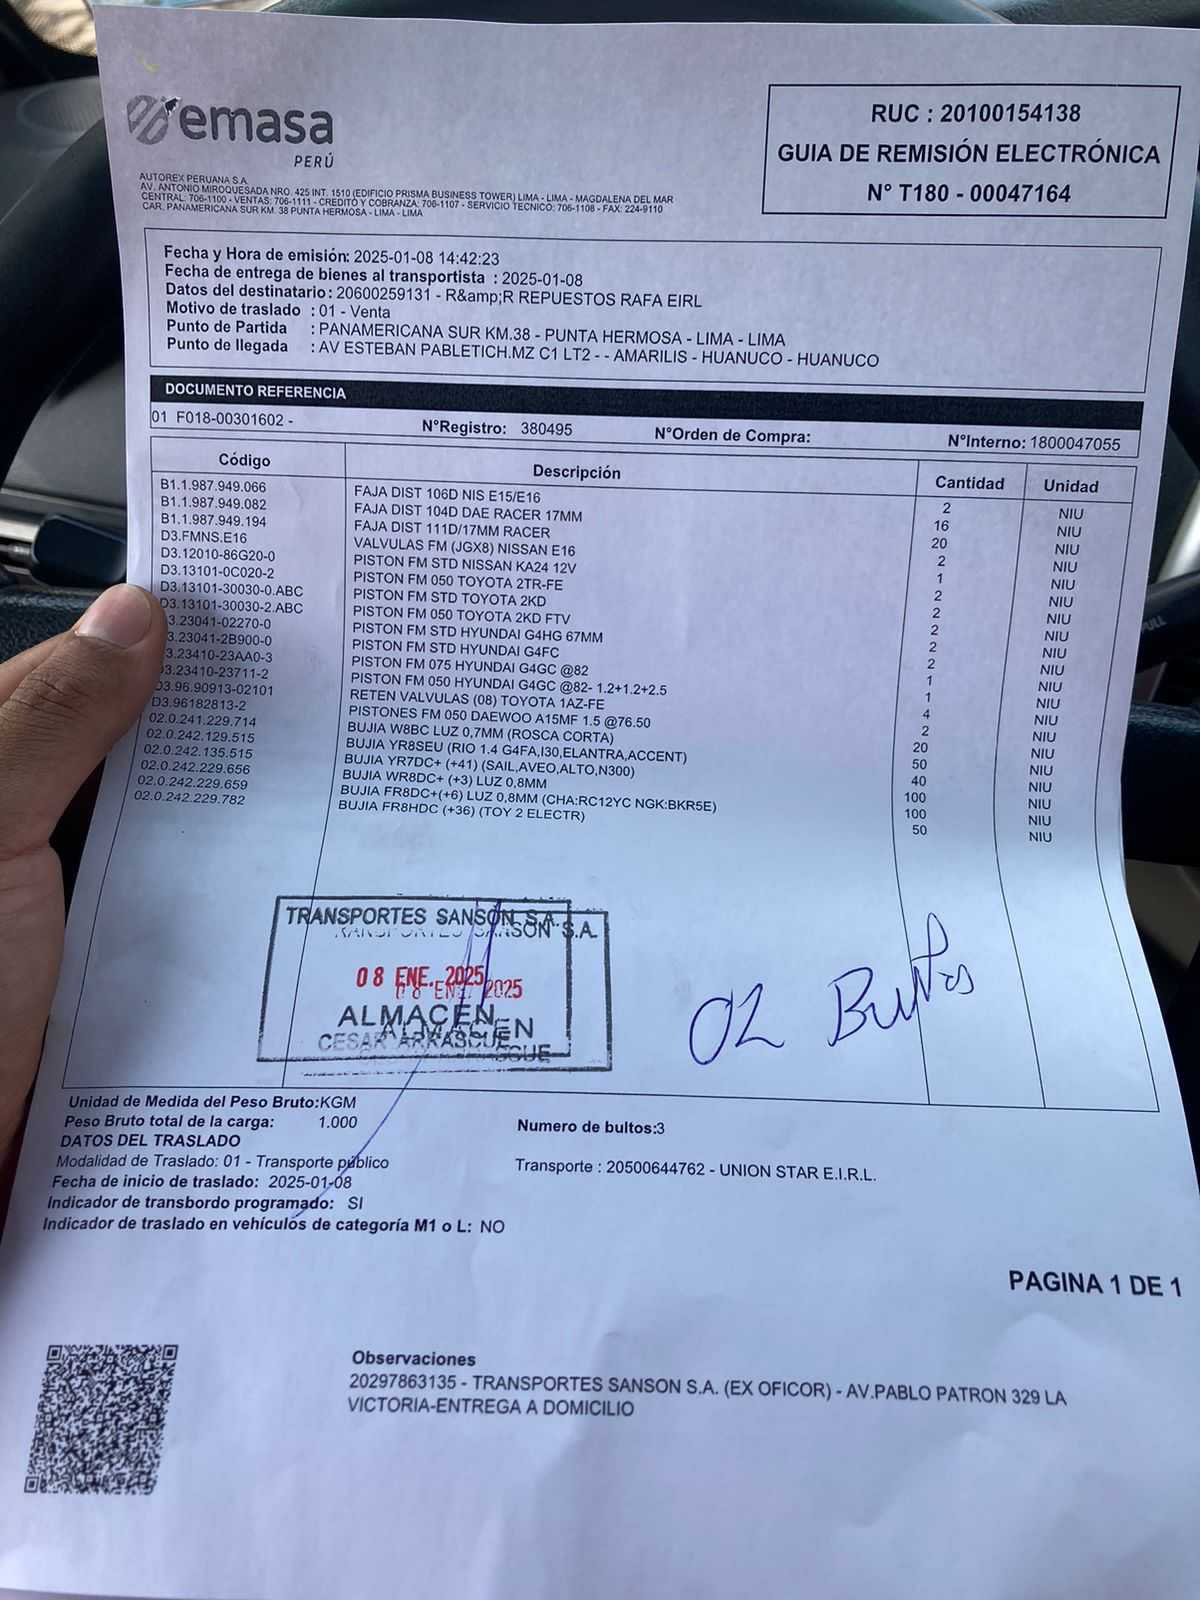 emasa
PERÚ
AUTOREX PERUANA S.A.
AV. ANTONIO MIROQUESADA NRO. 425 INT. 1510 (EDIFICIO PRISMA BUSINESS TOWER) LIMA - LIMA - MAGDALENA DEL MAR
CENTRAL: 706-1100 - VENTAS: 706-1111 - CREDITO Y COBRANZA: 706-1107 - SERVICIO TECNICO: 706-1108 - FAX: 224-9110
CAR. PANAMERICANA SUR KM. 38 PUNTA HERMOSA - LIMA - LIMA
RUC : 20100154138
GUIA DE REMISIÓN ELECTRÓNICA
N° T180 - 00047164
Fecha y Hora de emisión: 2025-01-08 14:42:23
Fecha de entrega de bienes al transportista : 2025-01-08
Datos del destinatario : 20600259131 - R&amp;R REPUESTOS RAFA EIRL
Motivo de traslado : 01 - Venta
Punto de Partida : PANAMERICANA SUR KM.38 - PUNTA HERMOSA - LIMA - LIMA
Punto de llegada : AV ESTEBAN PABLETICH.MZ C1 LT2 - - AMARILIS - HUANUCO - HUANUCO
DOCUMENTO REFERENCIA
01 F018-00301602 - N°Registro: 380495 N°Orden de Compra: N°Interno: 1800047055
Código Descripción Cantidad Unidad
B1.1.987.949.066 FAJA DIST 106D NIS E15/E16 2 NIU
B1.1.987.949.082 FAJA DIST 104D DAE RACER 17MM 16 NIU
B1.1.987.949.194 FAJA DIST 111D/17MM RACER 20 NIU
D3.FMNS.E16 VALVULAS FM (JGX8) NISSAN E16 2 NIU
D3.12010-86G20-0 PISTON FM STD NISSAN KA24 12V 1 NIU
D3.13101-0C020-2 PISTON FM 050 TOYOTA 2TR-FE 2 NIU
D3.13101-30030-0.ABC PISTON FM STD TOYOTA 2KD 2 NIU
D3.13101-30030-2.ABC PISTON FM 050 TOYOTA 2KD FTV 2 NIU
3.23041-02270-0 PISTON FM STD HYUNDAI G4HG 67MM 2 NIU
3.23041-2B900-0 PISTON FM STD HYUNDAI G4FC 2 NIU
3.23410-23AA0-3 PISTON FM 075 HYUNDAI G4GC @82 1 NIU
D3.23410-23711-2 PISTON FM 050 HYUNDAI G4GC @82- 1.2+1.2+2.5 1 NIU
D3.96.90913-02101 RETEN VALVULAS (08) TOYOTA 1AZ-FE 4 NIU
D3.96182813-2 PISTONES FM 050 DAEWOO A15MF 1.5 @76.50 2 NIU
02.0.241.229.714 BUJIA W8BC LUZ 0,7MM (ROSCA CORTA) 20 NIU
02.0.242.129.515 BUJIA YR8SEU (RIO 1.4 G4FA,I30,ELANTRA,ACCENT) 50 NIU
02.0.242.135.515 BUJIA YR7DC+ (+41) (SAIL,AVEO,ALTO,N300) 40 NIU
02.0.242.229.656 BUJIA WR8DC+ (+3) LUZ 0,8MM 100 NIU
02.0.242.229.659 BUJIA FR8DC+(+6) LUZ 0,8MM (CHA:RC12YC NGK:BKR5E) 100 NIU
02.0.242.229.782 BUJIA FR8HDC (+36) (TOY 2 ELECTR) 50 NIU
TRANSPORTES SANSON S.A.
08 ENE. 2025
ALMACEN
CESAR ARRASCUE
02 Bultos
Unidad de Medida del Peso Bruto:KGM
Peso Bruto total de la carga: 1.000 Numero de bultos:3
DATOS DEL TRASLADO
Modalidad de Traslado: 01 - Transporte público Transporte : 20500644762 - UNION STAR E.I.R.L.
Fecha de inicio de traslado: 2025-01-08
Indicador de transbordo programado: SI
Indicador de traslado en vehículos de categoría M1 o L: NO
PAGINA 1 DE 1
Observaciones
20297863135 - TRANSPORTES SANSON S.A. (EX OFICOR) - AV.PABLO PATRON 329 LA
VICTORIA-ENTREGA A DOMICILIO